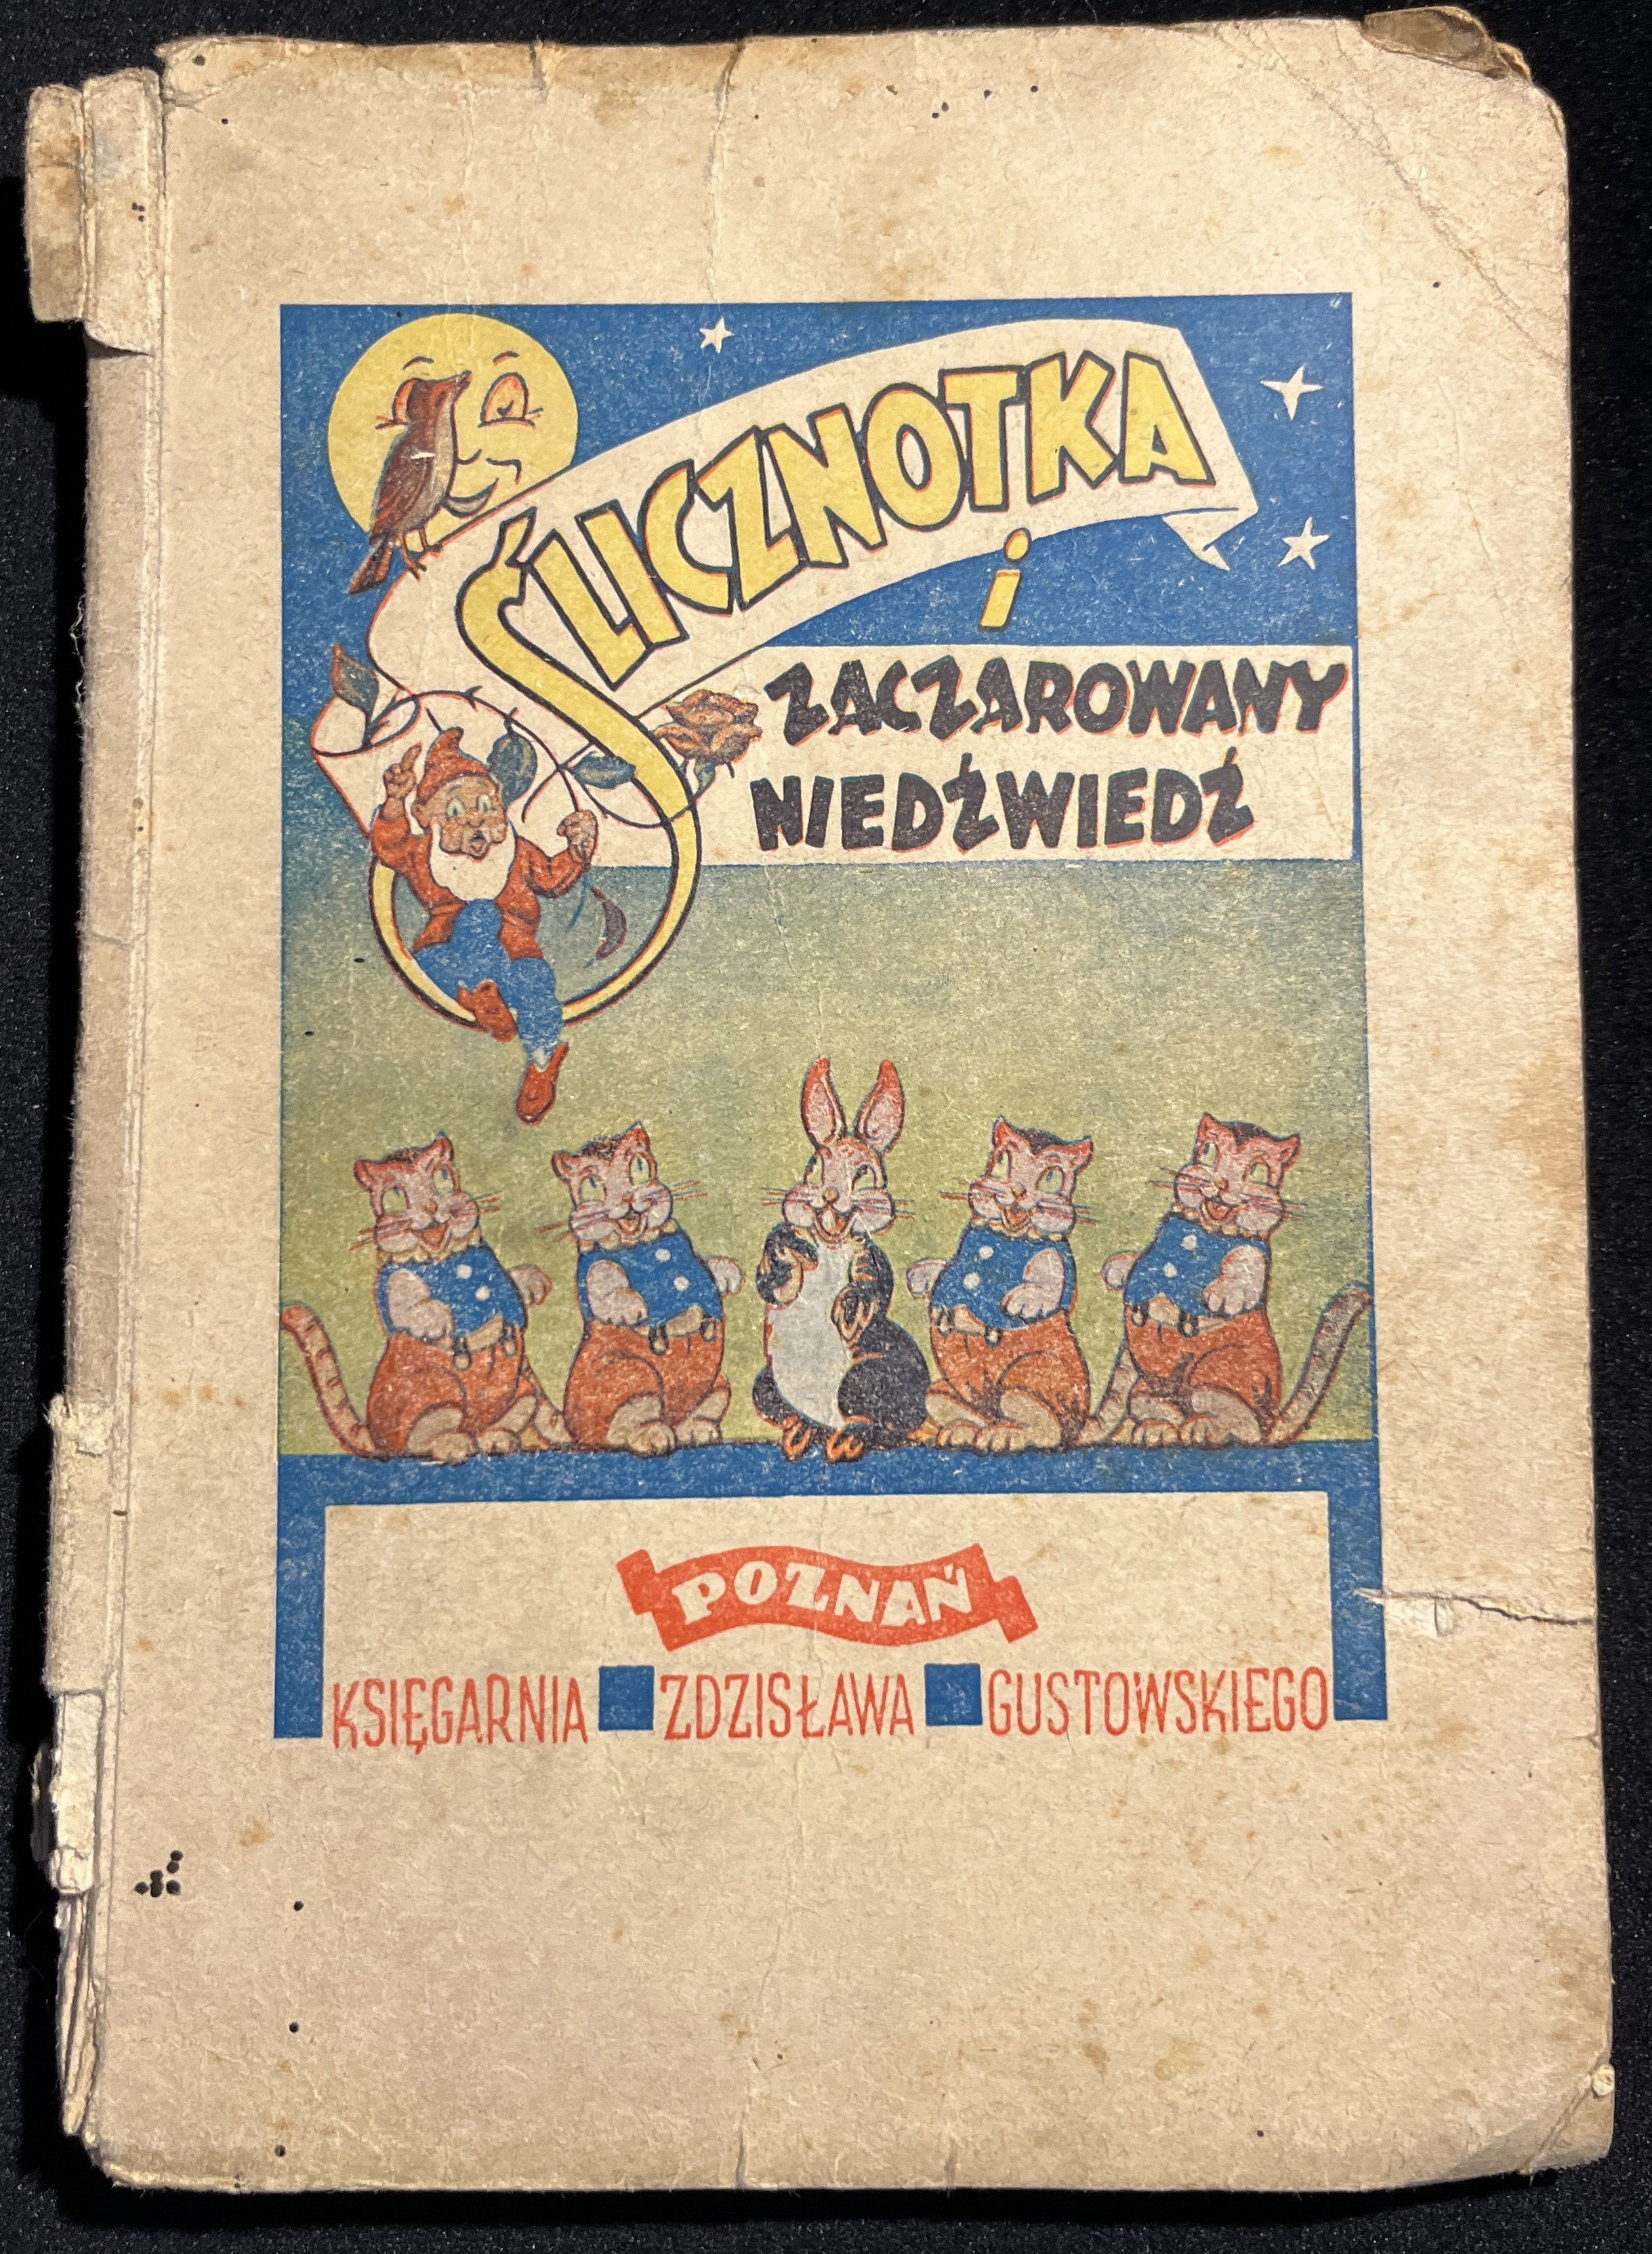 ŚLICZNOTKA
i
ZACZAROWANY
NIEDŹWIEDŹ
POZNAŃ
KSIĘGARNIA ZDZISŁAWA GUSTOWSKIEGO